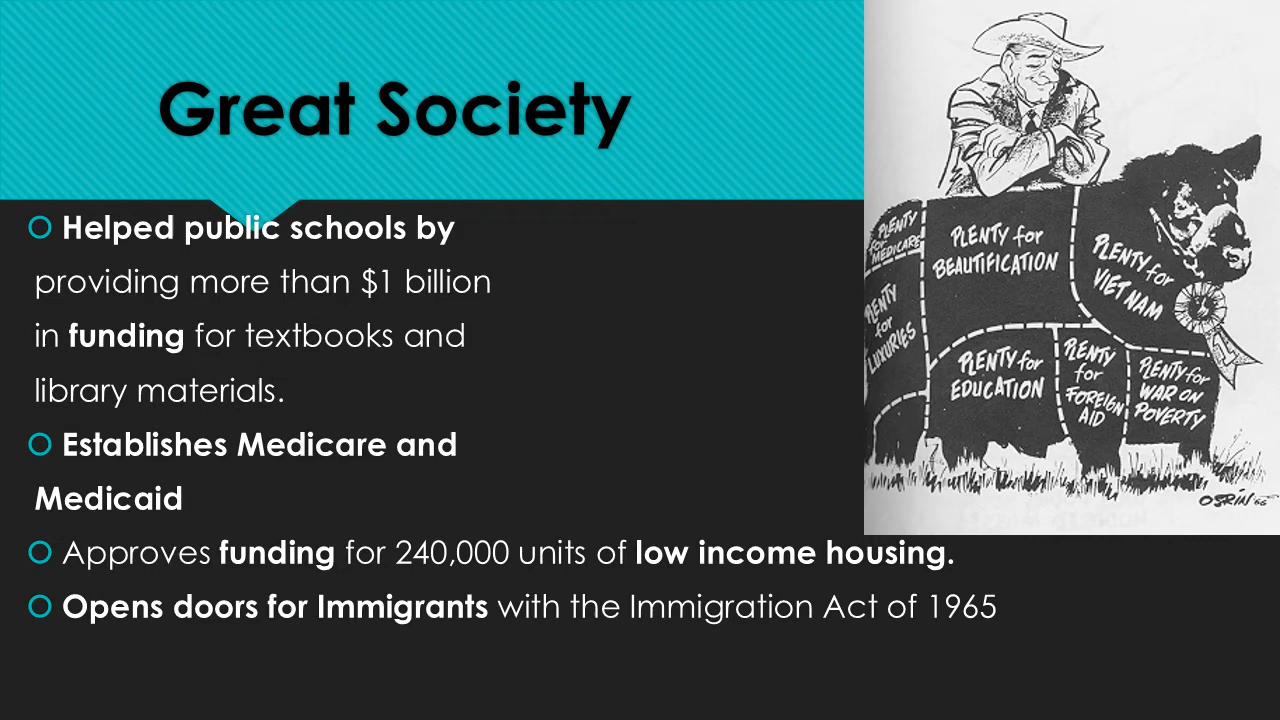 Great Society
Helped public schools by
providing more than $1 billion
in funding for textbooks and
library materials.
Establishes Medicare and
Medicaid
Approves funding for 240,000 units of low income housing.
Opens doors for Immigrants with the Immigration Act of 1965
PLENTY
for
MEDICARE
PLENTY for
BEAUTIFICATION
PLENTY for
VIET NAM
PLENTY
for
LUXURIES
PLENTY for
EDUCATION
PLENTY
for
FOREIGN
AID
PLENTY for
WAR ON
POVERTY
1
OSRIN 66